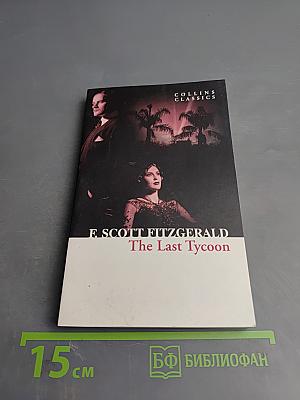 COLLINS
CLASSICS
F. SCOTT FITZGERALD
The Last Tycoon
15 см
БФ БИБЛИОФАН